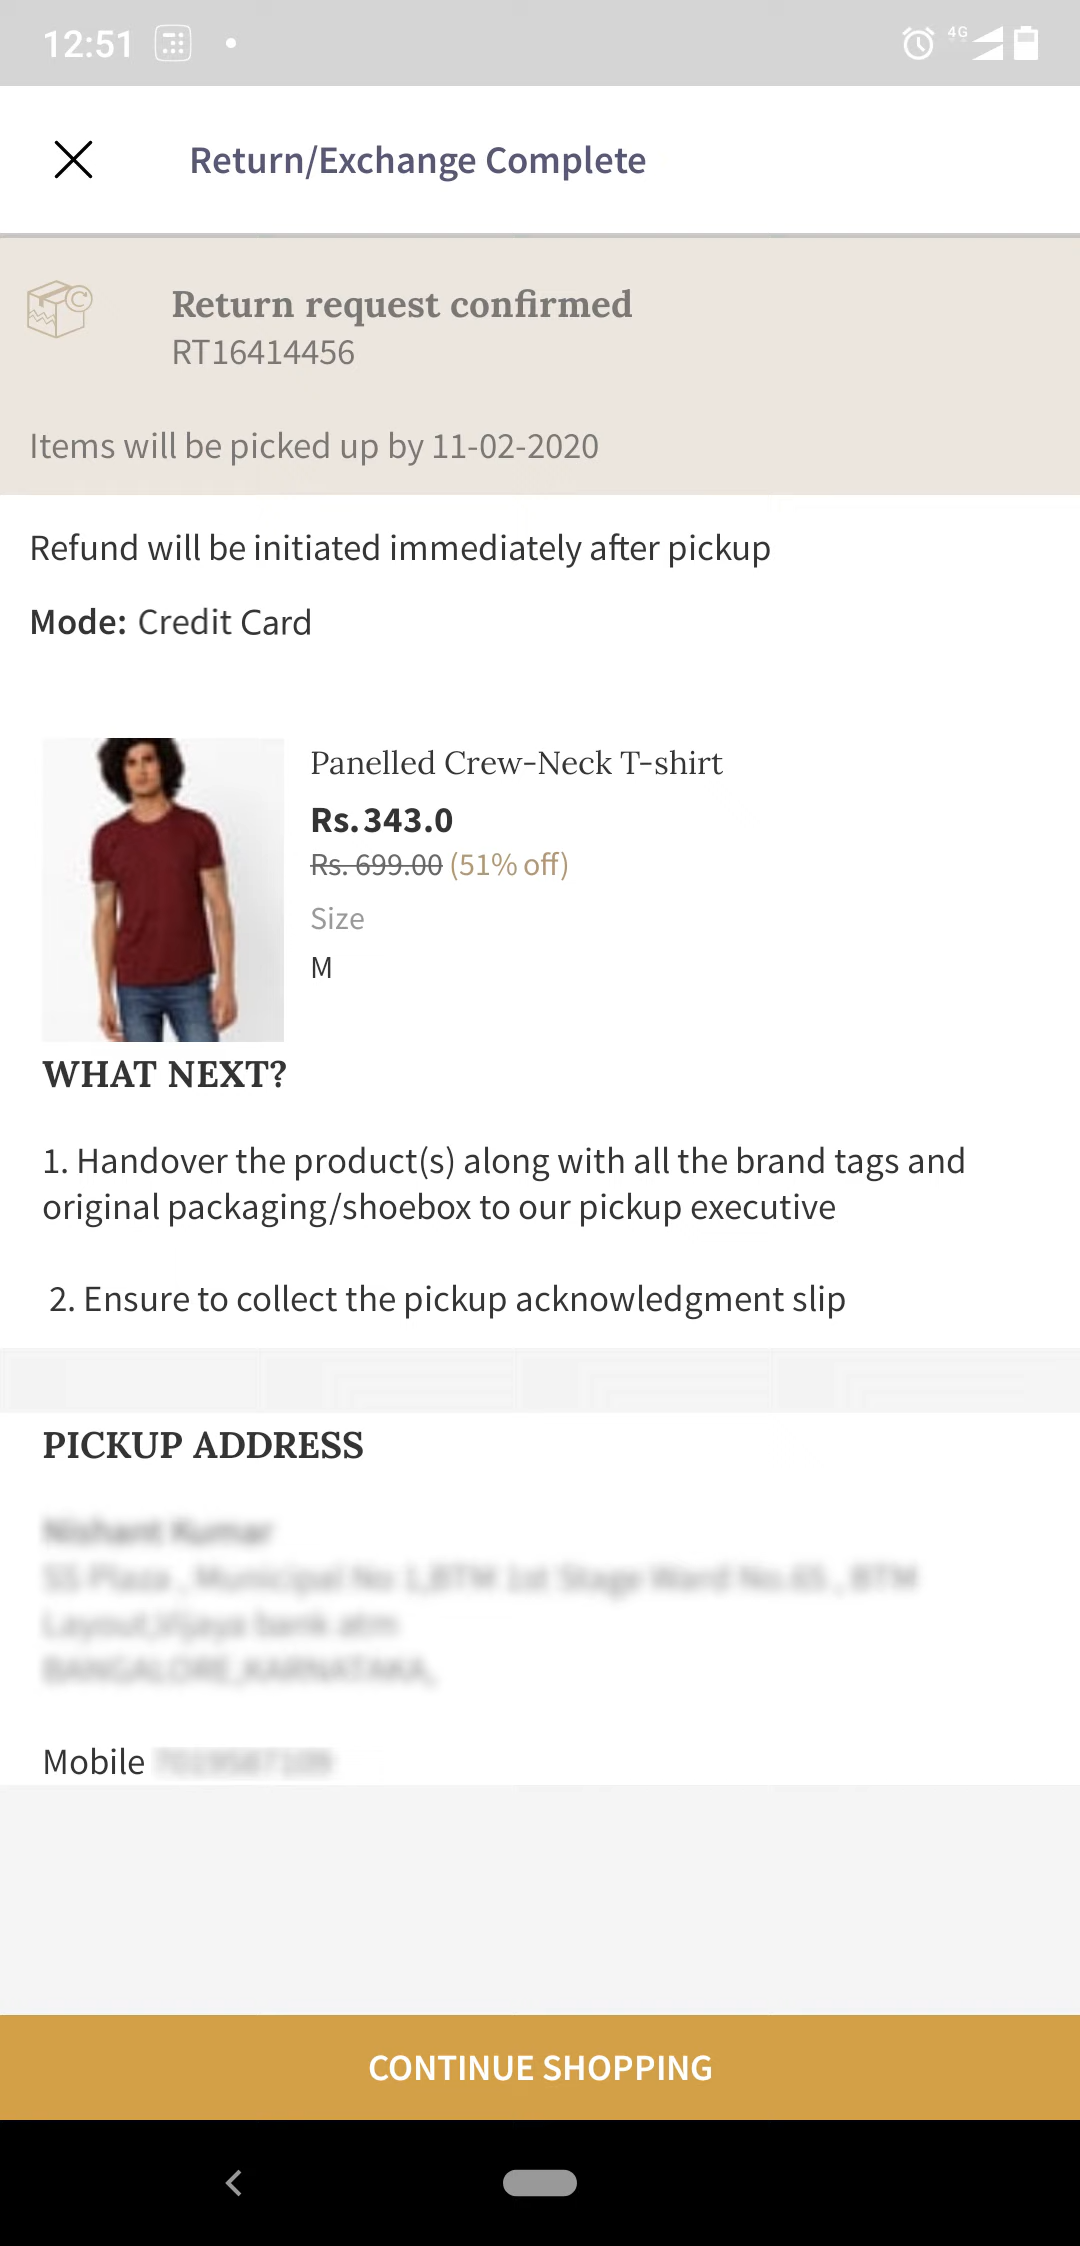 12:51
4G
Return/Exchange Complete
Return request confirmed
RT16414456
Items will be picked up by 11-02-2020
Refund will be initiated immediately after pickup
Mode: Credit Card
Panelled Crew-Neck T-shirt
Rs. 343.0
Rs. 699.00 (51% off)
Size
M
WHAT NEXT?
1. Handover the product(s) along with all the brand tags and
original packaging/shoebox to our pickup executive
2. Ensure to collect the pickup acknowledgment slip
PICKUP ADDRESS
Mobile
CONTINUE SHOPPING